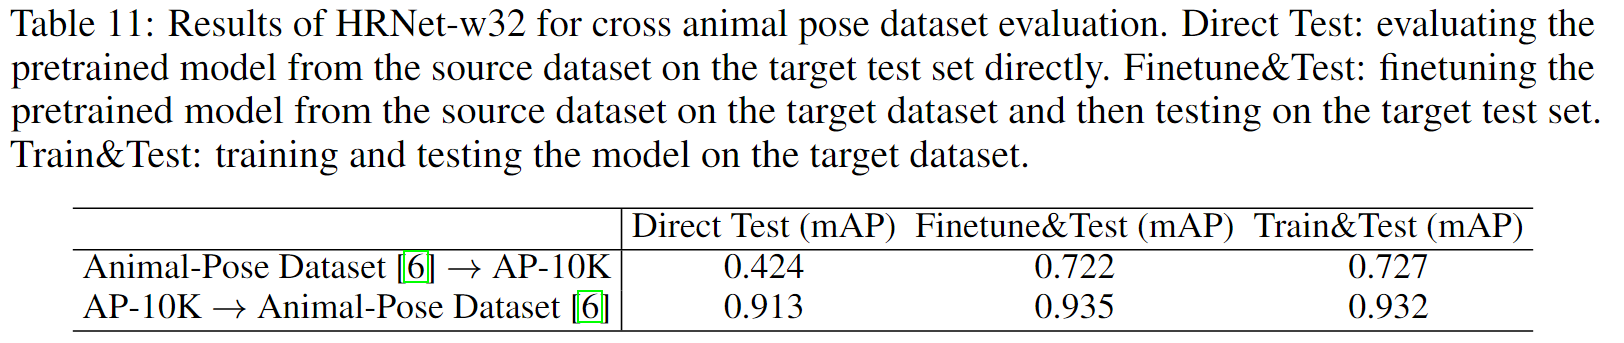 Table 11: Results of HRNet-w32 for cross animal pose dataset evaluation. Direct Test: evaluating the
pretrained model from the source dataset on the target test set directly. Finetune&Test: finetuning the
pretrained model from the source dataset on the target dataset and then testing on the target test set.
Train&Test: training and testing the model on the target dataset.
Direct Test (mAP) Finetune&Test (mAP) Train&Test (mAP)
Animal-Pose Dataset [6] → AP-10K 0.424 0.722 0.727
AP-10K → Animal-Pose Dataset [6] 0.913 0.935 0.932